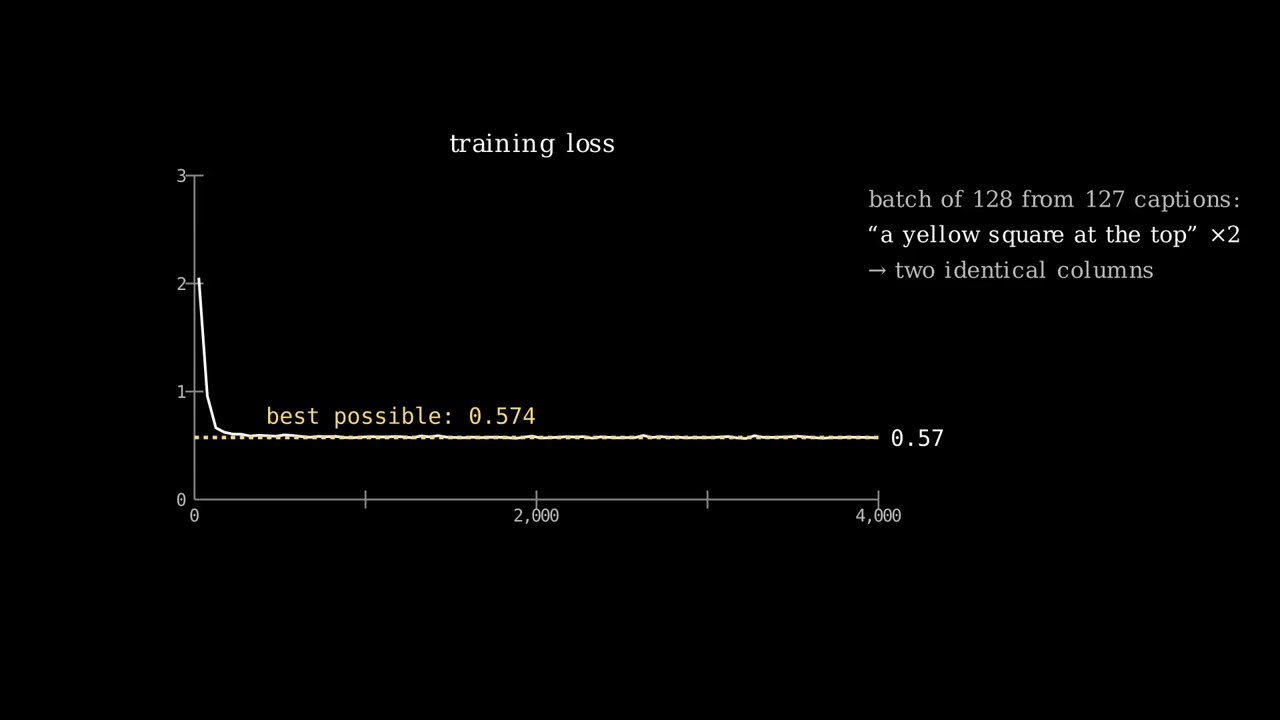 training loss
3
batch of 128 from 127 captions:
“a yellow square at the top” ×2
→ two identical columns
2
1
best possible: 0.574
0.57
0
0
2,000
4,000